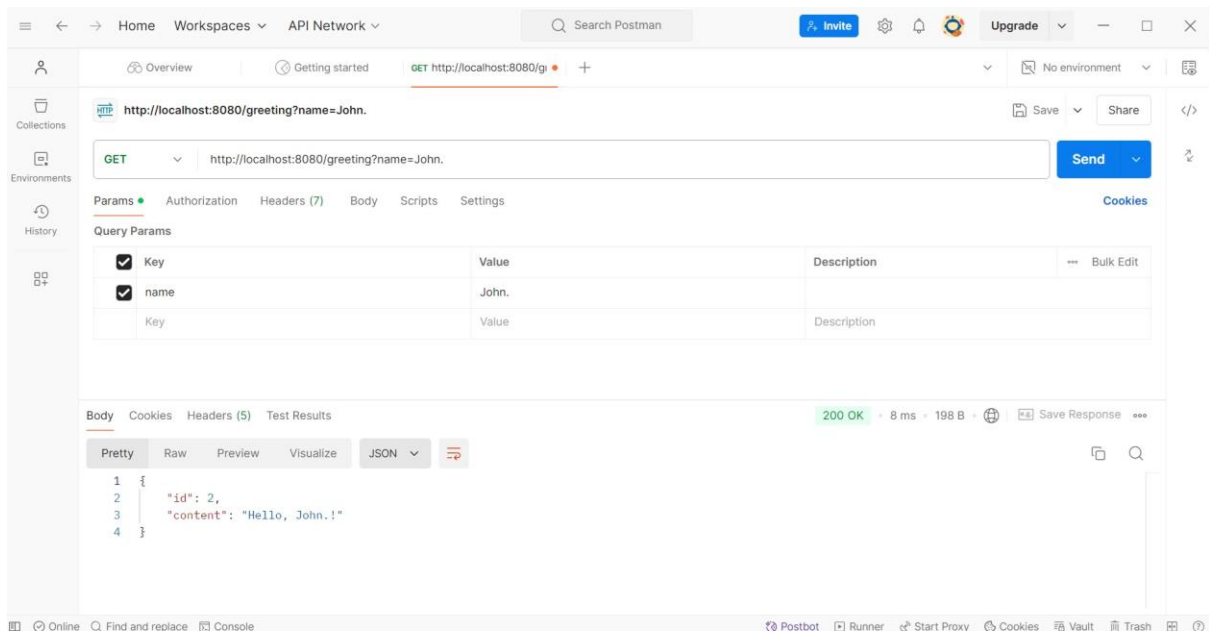 Home Workspaces API Network Search Postman Invite Upgrade
Overview Getting started GET http://localhost:8080/gr No environment
HTTP http://localhost:8080/greeting?name=John. Save Share
Collections
GET http://localhost:8080/greeting?name=John. Send
Environments
Params Authorization Headers (7) Body Scripts Settings Cookies
History
Query Params
Key Value Description Bulk Edit
name John.
Key Value Description
Body Cookies Headers (5) Test Results 200 OK 8 ms 198 B Save Response
Pretty Raw Preview Visualize JSON
1 {
2 "id": 2,
3 "content": "Hello, John.!"
4 }
Online Find and replace Console Postbot Runner Start Proxy Cookies Vault Trash